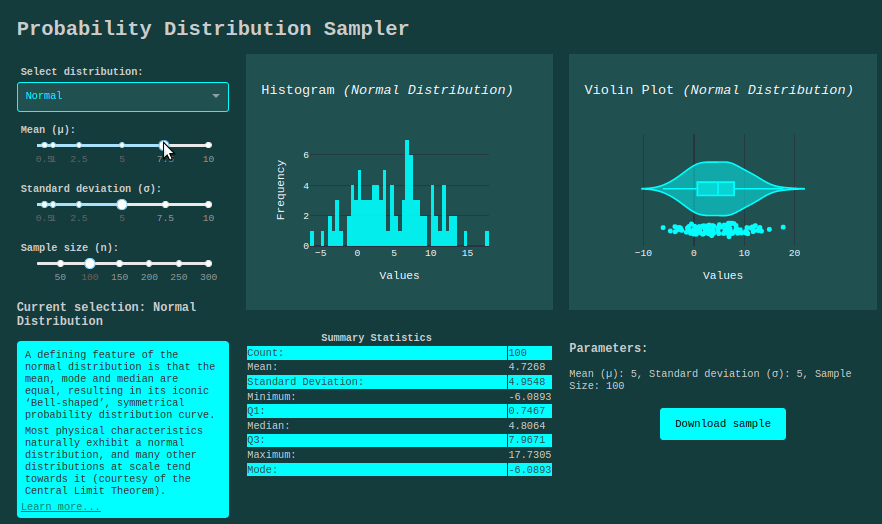 Probability Distribution Sampler
Select distribution:
Normal
Mean (μ):
0.5 1 2.5 5 7.5 10
Standard deviation (σ):
0.5 1 2.5 5 7.5 10
Sample size (n):
50 100 150 200 250 300
Current selection: Normal
Distribution
A defining feature of the
normal distribution is that the
mean, mode and median are
equal, resulting in its iconic
‘Bell-shaped’, symmetrical
probability distribution curve.
Most physical characteristics
naturally exhibit a normal
distribution, and many other
distributions at scale tend
towards it (courtesy of the
Central Limit Theorem).
Learn more...
Histogram (Normal Distribution)
Frequency
6
4
2
0
−5 0 5 10 15
Values
Violin Plot (Normal Distribution)
−10 0 10 20
Values
Summary Statistics
Count: 100
Mean: 4.7268
Standard Deviation: 4.9548
Minimum: -6.0893
Q1: 0.7467
Median: 4.8064
Q3: 7.9671
Maximum: 17.7305
Mode: -6.0893
Parameters:
Mean (μ): 5, Standard deviation (σ): 5, Sample
Size: 100
Download sample